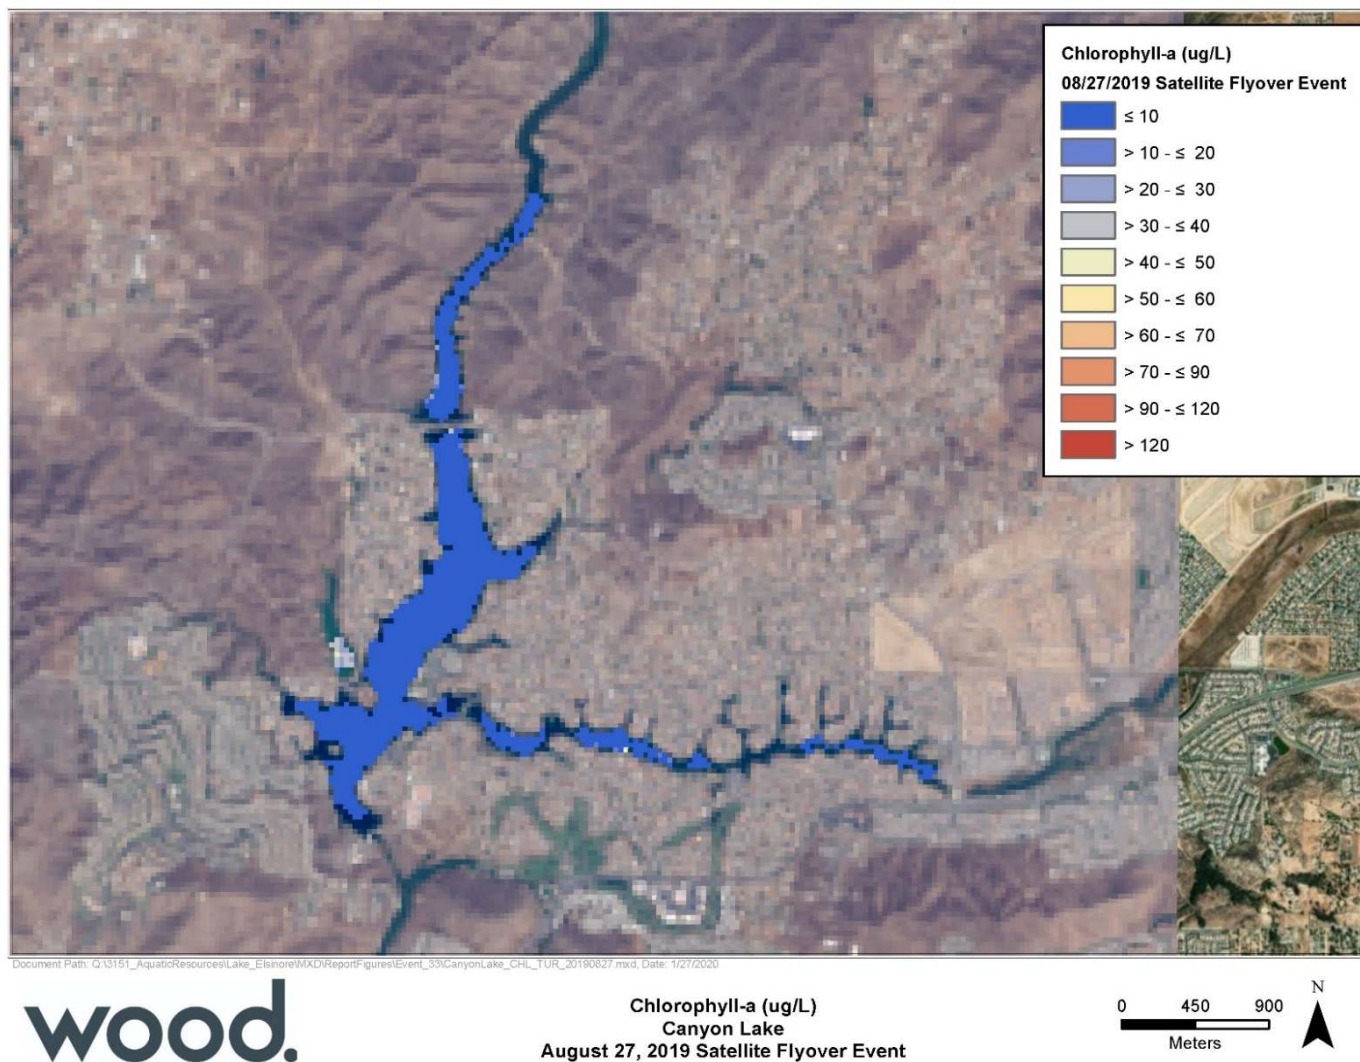 Chlorophyll-a (ug/L)
08/27/2019 Satellite Flyover Event
≤ 10
> 10 - ≤ 20
> 20 - ≤ 30
> 30 - ≤ 40
> 40 - ≤ 50
> 50 - ≤ 60
> 60 - ≤ 70
> 70 - ≤ 90
> 90 - ≤ 120
> 120
Document Path: Q:\3151_AquaticResources\Lake_Elsinore\MXD\ReportFigures\Event_33\CanyonLake_CHL_TUR_20190827.mxd, Date: 1/27/2020
wood.
Chlorophyll-a (ug/L)
Canyon Lake
August 27, 2019 Satellite Flyover Event
0 450 900
Meters
N